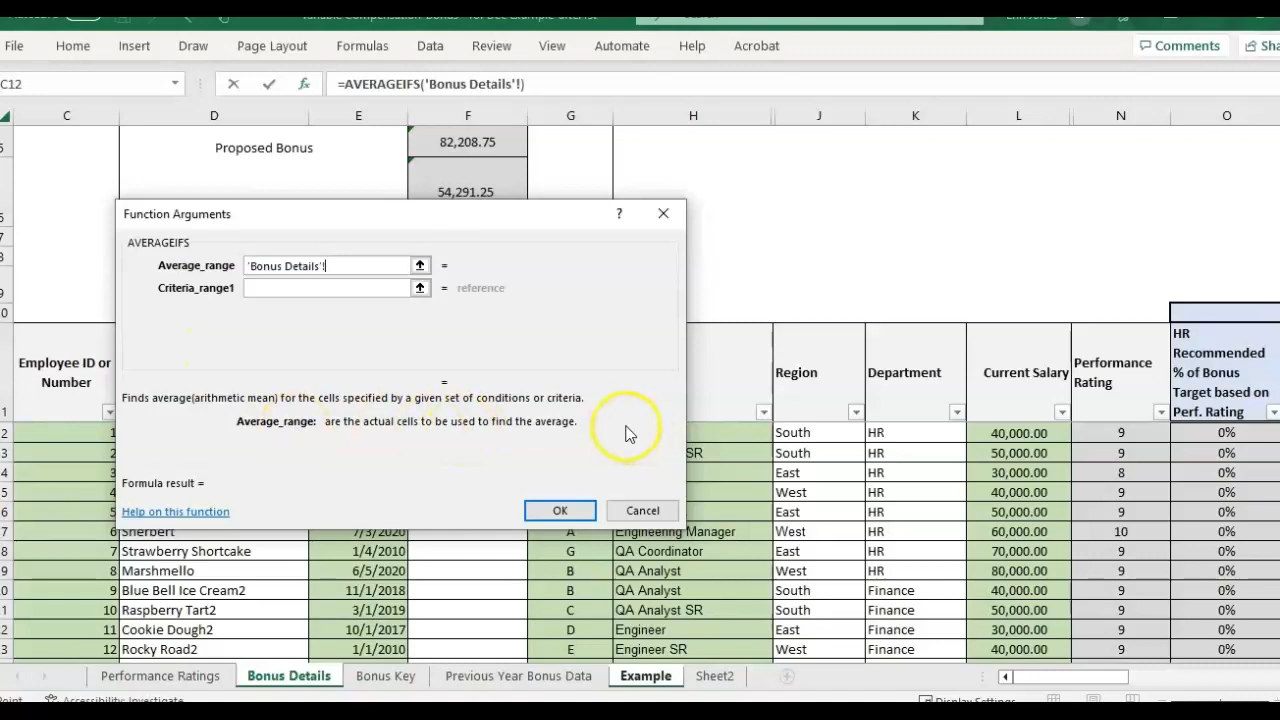 File Home Insert Draw Page Layout Formulas Data Review View Automate Help Acrobat Comments
C12 fx =AVERAGEIFS('Bonus Details'!)
C D E F G H J K L N O
Proposed Bonus 82,208.75
54,291.25
Function Arguments ?
AVERAGEIFS
Average_range 'Bonus Details'! =
Criteria_range1 = reference
=
Finds average(arithmetic mean) for the cells specified by a given set of conditions or criteria.
Average_range: are the actual cells to be used to find the average.
Formula result =
Help on this function OK Cancel
Employee ID or
Number
Region Department Current Salary
Performance
Rating
HR
Recommended
% of Bonus
Target based on
Perf. Rating
1 South HR 40,000.00 9 0%
2 SR South HR 50,000.00 9 0%
3 East HR 30,000.00 8 0%
4 West HR 40,000.00 9 0%
5 East HR 50,000.00 9 0%
6 Sherbert 7/3/2020 A Engineering Manager West HR 60,000.00 10 0%
7 Strawberry Shortcake 1/4/2010 G QA Coordinator East HR 70,000.00 9 0%
8 Marshmello 6/5/2020 B QA Analyst West HR 80,000.00 9 0%
9 Blue Bell Ice Cream2 11/1/2018 B QA Analyst South Finance 40,000.00 9 0%
10 Raspberry Tart2 3/1/2019 C QA Analyst SR South Finance 50,000.00 9 0%
11 Cookie Dough2 10/1/2017 D Engineer East Finance 30,000.00 9 0%
12 Rocky Road2 1/1/2010 E Engineer SR West Finance 40,000.00 9 0%
Performance Ratings Bonus Details Bonus Key Previous Year Bonus Data Example Sheet2
Accessibility: Investigate Display Settings